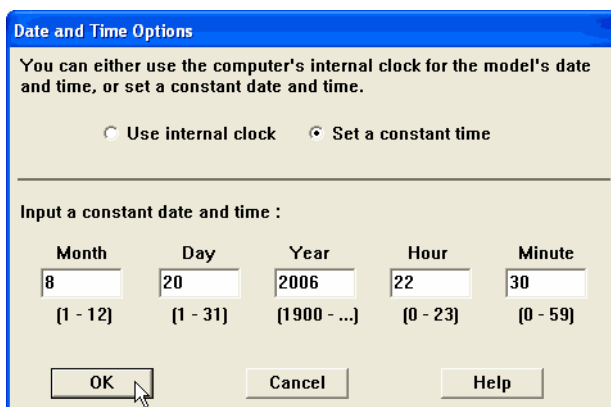 Date and Time Options
You can either use the computer's internal clock for the model's date
and time, or set a constant date and time.
Use internal clock Set a constant time
Input a constant date and time :
Month Day Year Hour Minute
8 20 2006 22 30
(1 - 12) (1 - 31) (1900 - ...) (0 - 23) (0 - 59)
OK Cancel Help